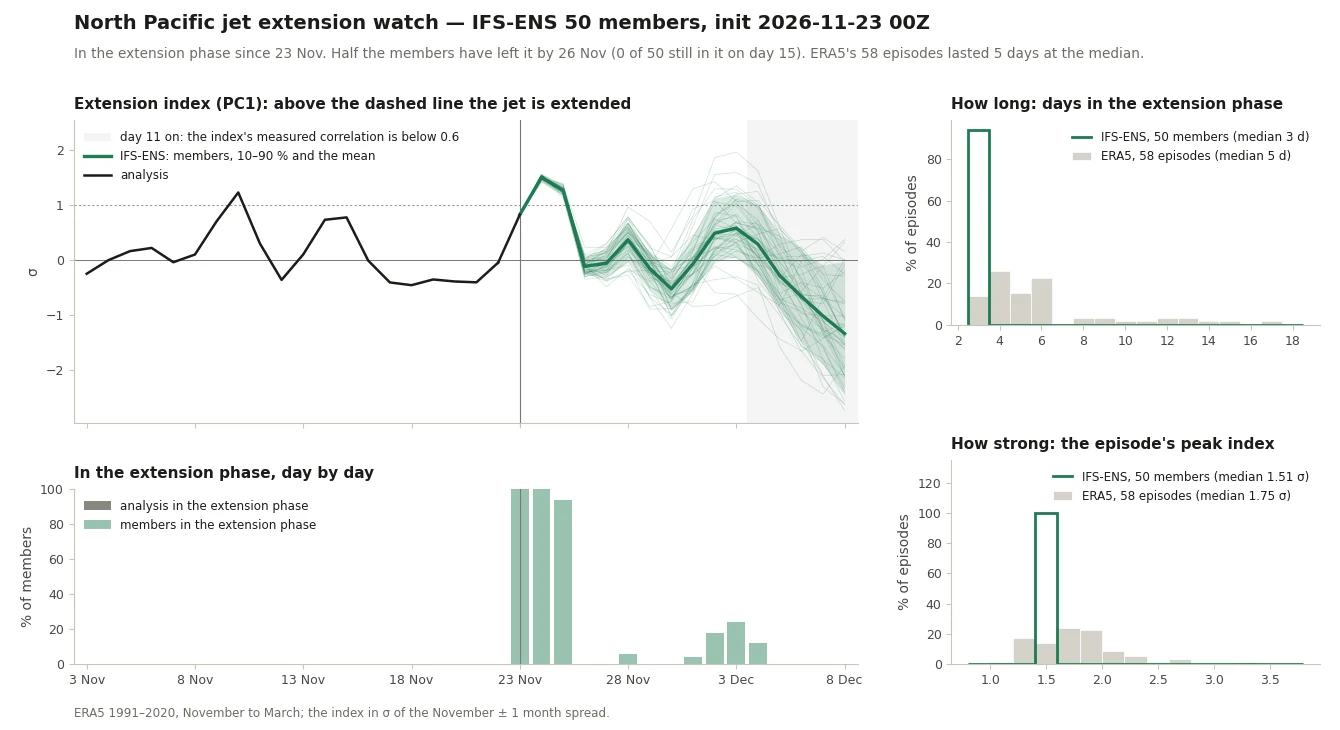 North Pacific jet extension watch — IFS-ENS 50 members, init 2026-11-23 00Z
In the extension phase since 23 Nov. Half the members have left it by 26 Nov (0 of 50 still in it on day 15). ERA5's 58 episodes lasted 5 days at the median.
Extension index (PC1): above the dashed line the jet is extended
day 11 on: the index's measured correlation is below 0.6
IFS-ENS: members, 10–90 % and the mean
analysis
σ
2
1
0
−1
−2
How long: days in the extension phase
IFS-ENS, 50 members (median 3 d)
ERA5, 58 episodes (median 5 d)
% of episodes
80
60
40
20
0
2 4 6 8 10 12 14 16 18
In the extension phase, day by day
analysis in the extension phase
members in the extension phase
% of members
100
80
60
40
20
0
3 Nov 8 Nov 13 Nov 18 Nov 23 Nov 28 Nov 3 Dec 8 Dec
How strong: the episode's peak index
IFS-ENS, 50 members (median 1.51 σ)
ERA5, 58 episodes (median 1.75 σ)
% of episodes
120
100
80
60
40
20
0
1.0 1.5 2.0 2.5 3.0 3.5
ERA5 1991–2020, November to March; the index in σ of the November ± 1 month spread.